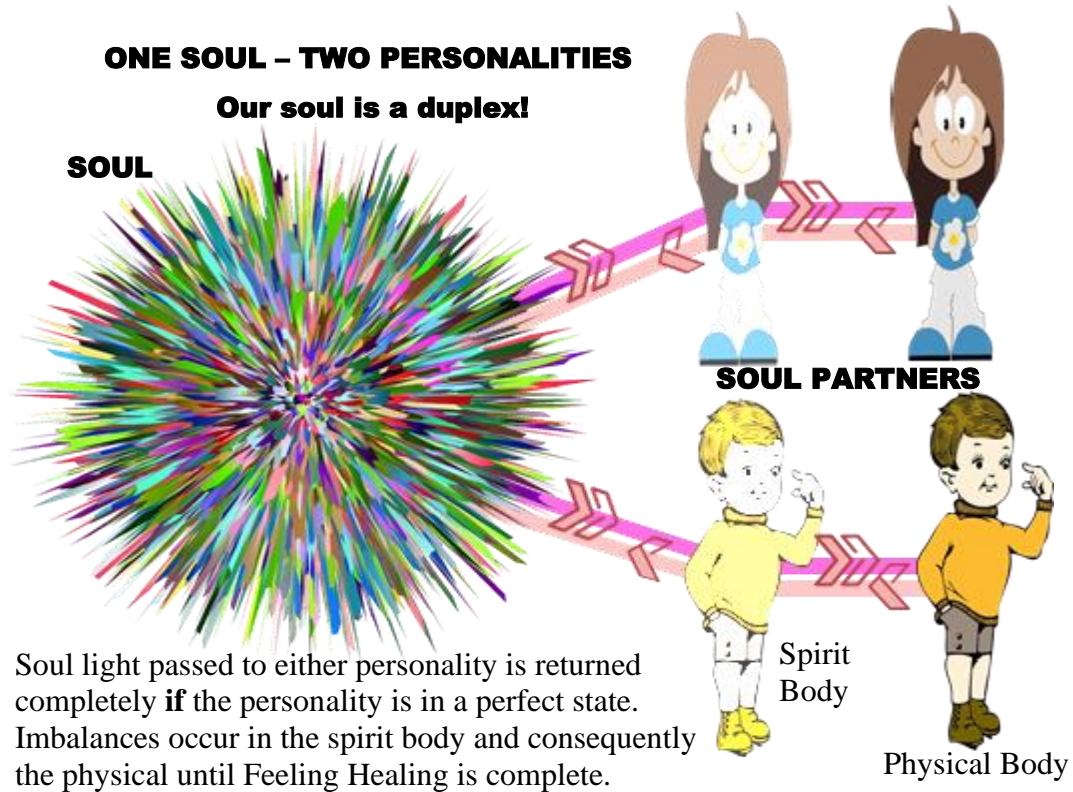 ONE SOUL – TWO PERSONALITIES
Our soul is a duplex!
SOUL
SOUL PARTNERS
Spirit
Body
Physical Body
Soul light passed to either personality is returned
completely if the personality is in a perfect state.
Imbalances occur in the spirit body and consequently
the physical until Feeling Healing is complete.